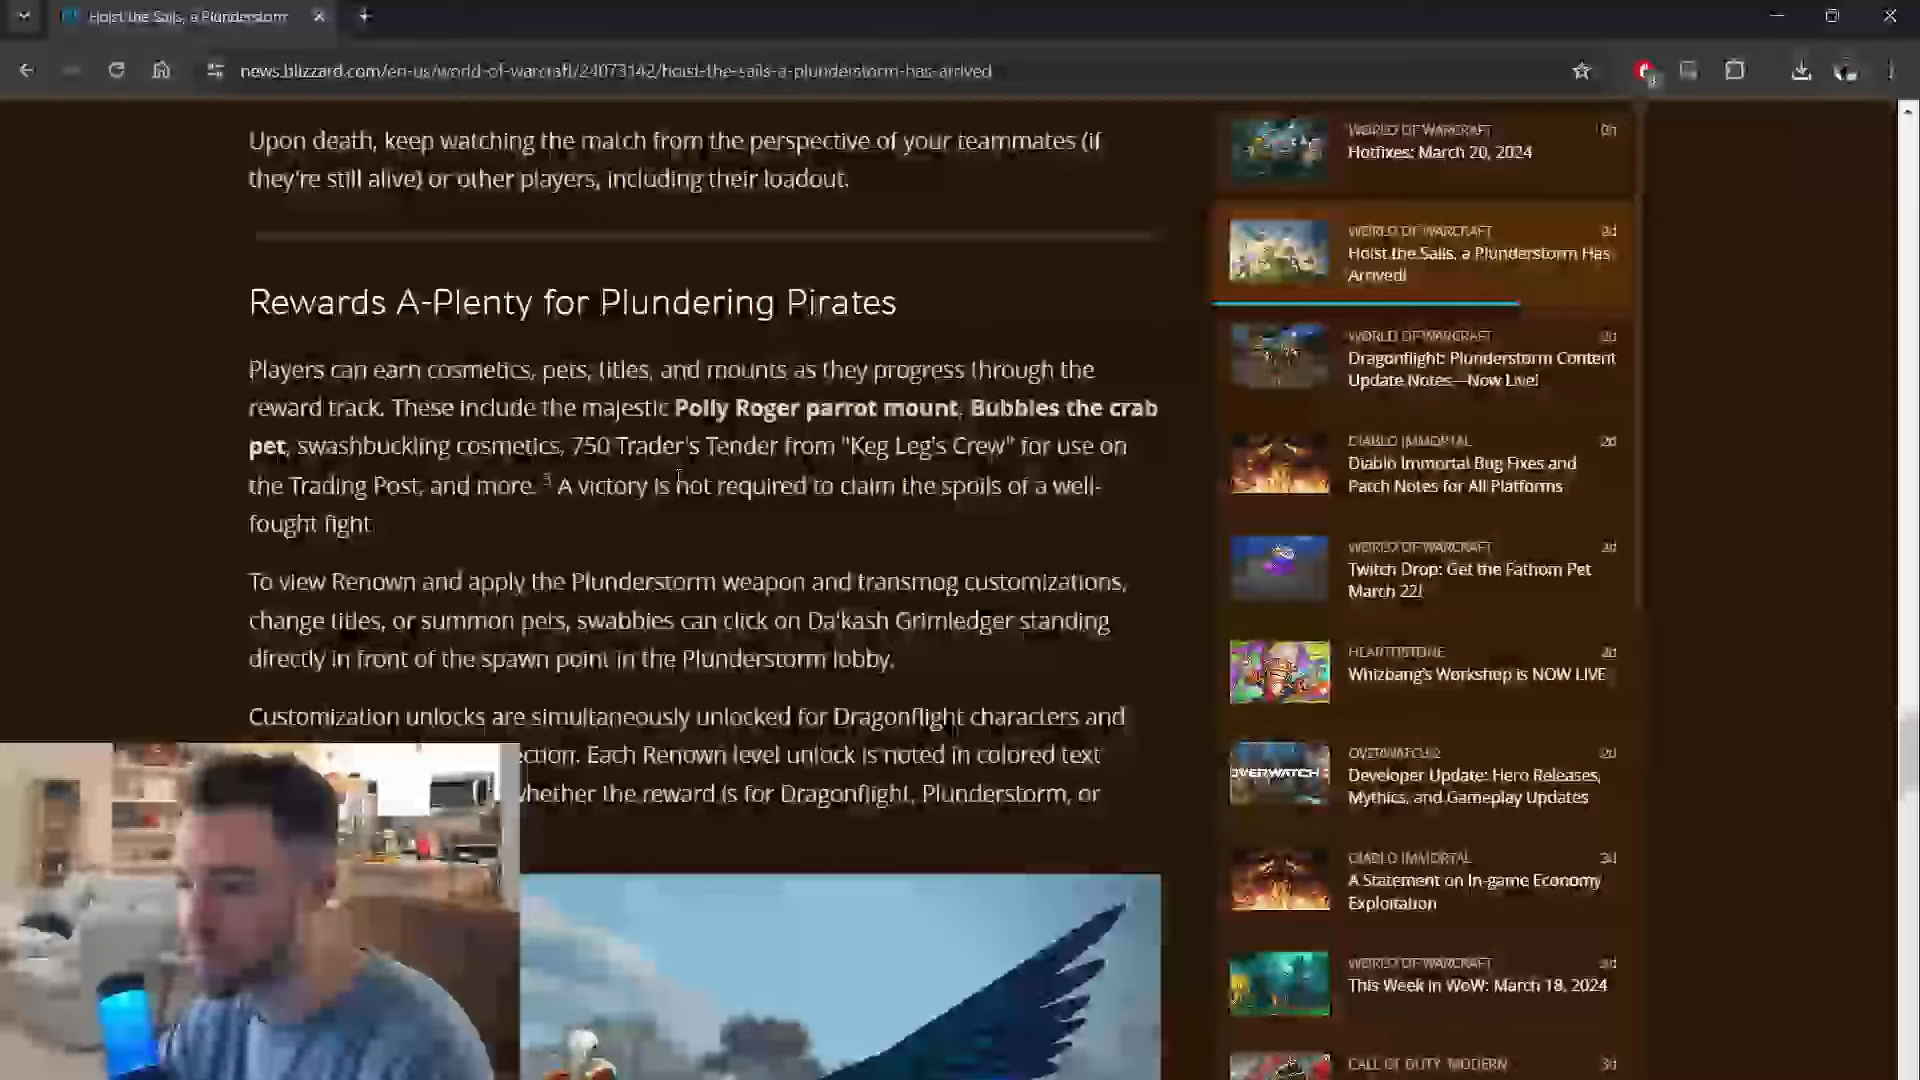 Hoist the Sails, a Plunderstorm
news.blizzard.com/en-us/world-of-warcraft/24073142/hoist-the-sails-a-plunderstorm-has-arrived
Upon death, keep watching the match from the perspective of your teammates (if
they're still alive) or other players, including their loadout.
Rewards A-Plenty for Plundering Pirates
Players can earn cosmetics, pets, titles, and mounts as they progress through the
reward track. These include the majestic Polly Roger parrot mount, Bubbles the crab
pet, swashbuckling cosmetics, 750 Trader's Tender from "Keg Leg's Crew" for use on
the Trading Post, and more. 3 A victory is not required to claim the spoils of a well-
fought fight.
To view Renown and apply the Plunderstorm weapon and transmog customizations,
change titles, or summon pets, swabbies can click on Da'kash Grimledger standing
directly in front of the spawn point in the Plunderstorm lobby.
Customization unlocks are simultaneously unlocked for Dragonflight characters and
ection. Each Renown level unlock is noted in colored text
whether the reward is for Dragonflight, Plunderstorm, or
WORLD OF WARCRAFT
Hotfixes: March 20, 2024
WORLD OF WARCRAFT 2d
Hoist the Sails, a Plunderstorm Has
Arrived!
WORLD OF WARCRAFT 2d
Dragonflight: Plunderstorm Content
Update Notes—Now Live!
DIABLO IMMORTAL 2d
Diablo Immortal Bug Fixes and
Patch Notes for All Platforms
WORLD OF WARCRAFT 2d
Twitch Drop: Get the Fathom Pet
March 22!
HEARTHSTONE 2d
Whizbang's Workshop is NOW LIVE
OVERWATCH 2 2d
OVERWATCH
Developer Update: Hero Releases,
Mythics, and Gameplay Updates
DIABLO IMMORTAL 3d
A Statement on In-game Economy
Exploitation
WORLD OF WARCRAFT 3d
This Week in WoW: March 18, 2024
CALL OF DUTY: MODERN 3d